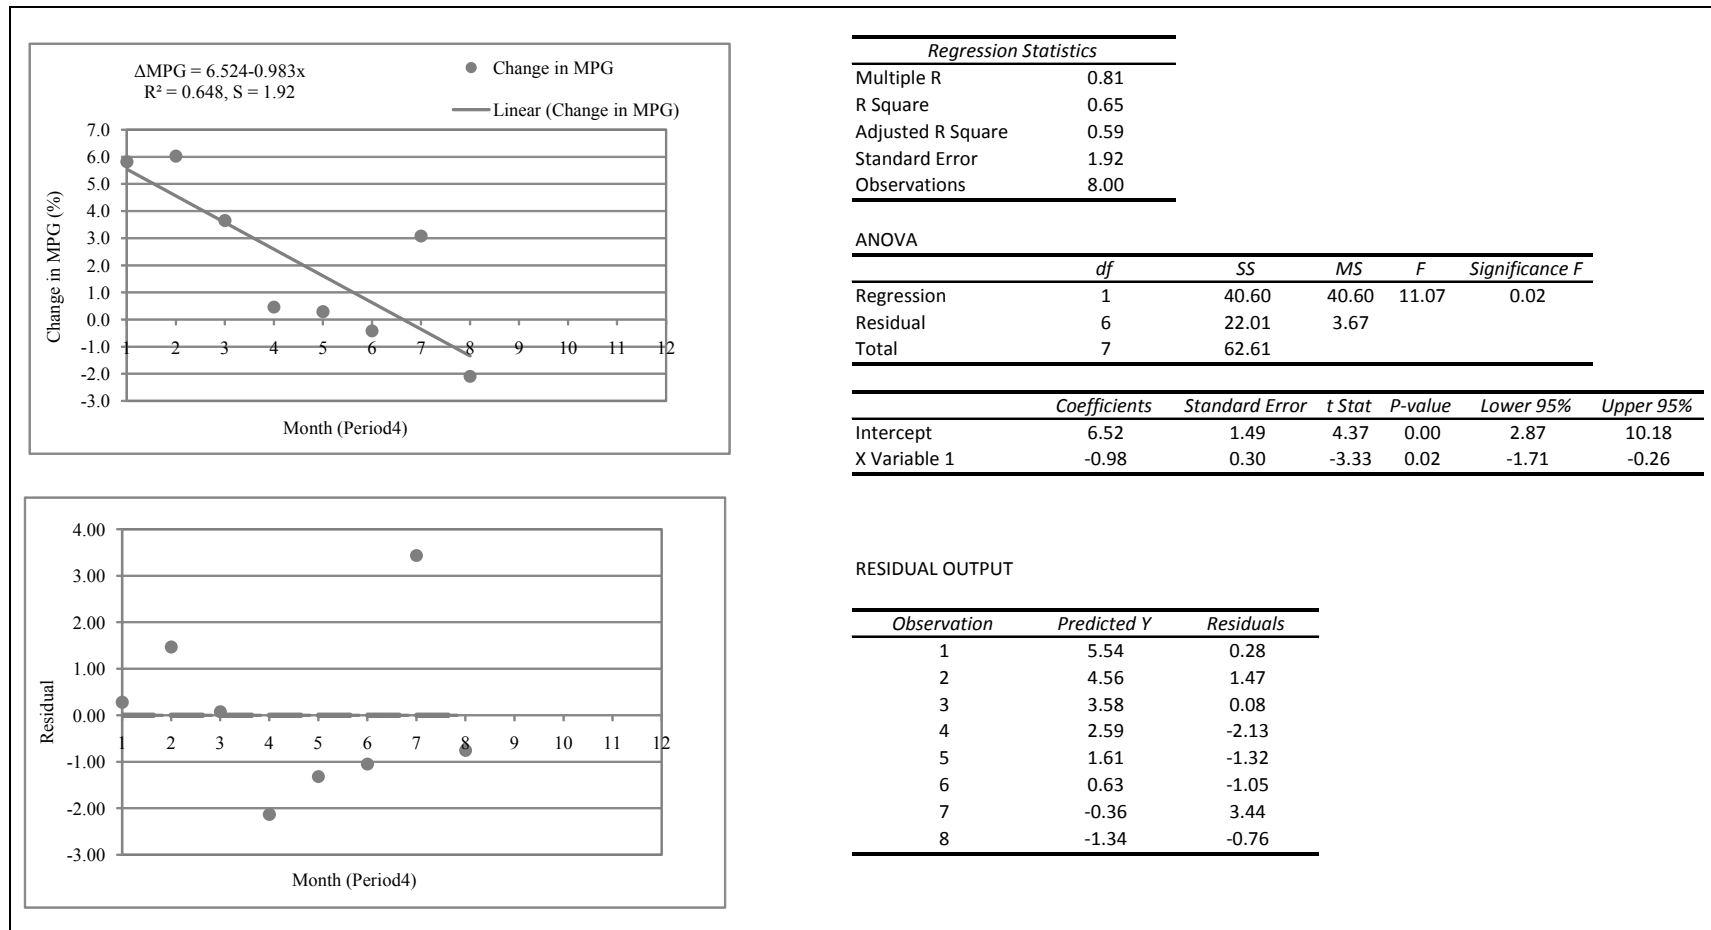 ΔMPG = 6.524-0.983x
R² = 0.648, S = 1.92
Change in MPG
Linear (Change in MPG)
7.0
6.0
5.0
4.0
3.0
2.0
1.0
0.0
-1.0
-2.0
-3.0
1 2 3 4 5 6 7 8 9 10 11 12
Change in MPG (%)
Month (Period4)
4.00
3.00
2.00
1.00
0.00
-1.00
-2.00
-3.00
1 2 3 4 5 6 7 8 9 10 11 12
Residual
Month (Period4)
Regression Statistics
Multiple R 0.81
R Square 0.65
Adjusted R Square 0.59
Standard Error 1.92
Observations 8.00
ANOVA
df SS MS F Significance F
Regression 1 40.60 40.60 11.07 0.02
Residual 6 22.01 3.67
Total 7 62.61
Coefficients Standard Error t Stat P-value Lower 95% Upper 95%
Intercept 6.52 1.49 4.37 0.00 2.87 10.18
X Variable 1 -0.98 0.30 -3.33 0.02 -1.71 -0.26
RESIDUAL OUTPUT
Observation Predicted Y Residuals
1 5.54 0.28
2 4.56 1.47
3 3.58 0.08
4 2.59 -2.13
5 1.61 -1.32
6 0.63 -1.05
7 -0.36 3.44
8 -1.34 -0.76